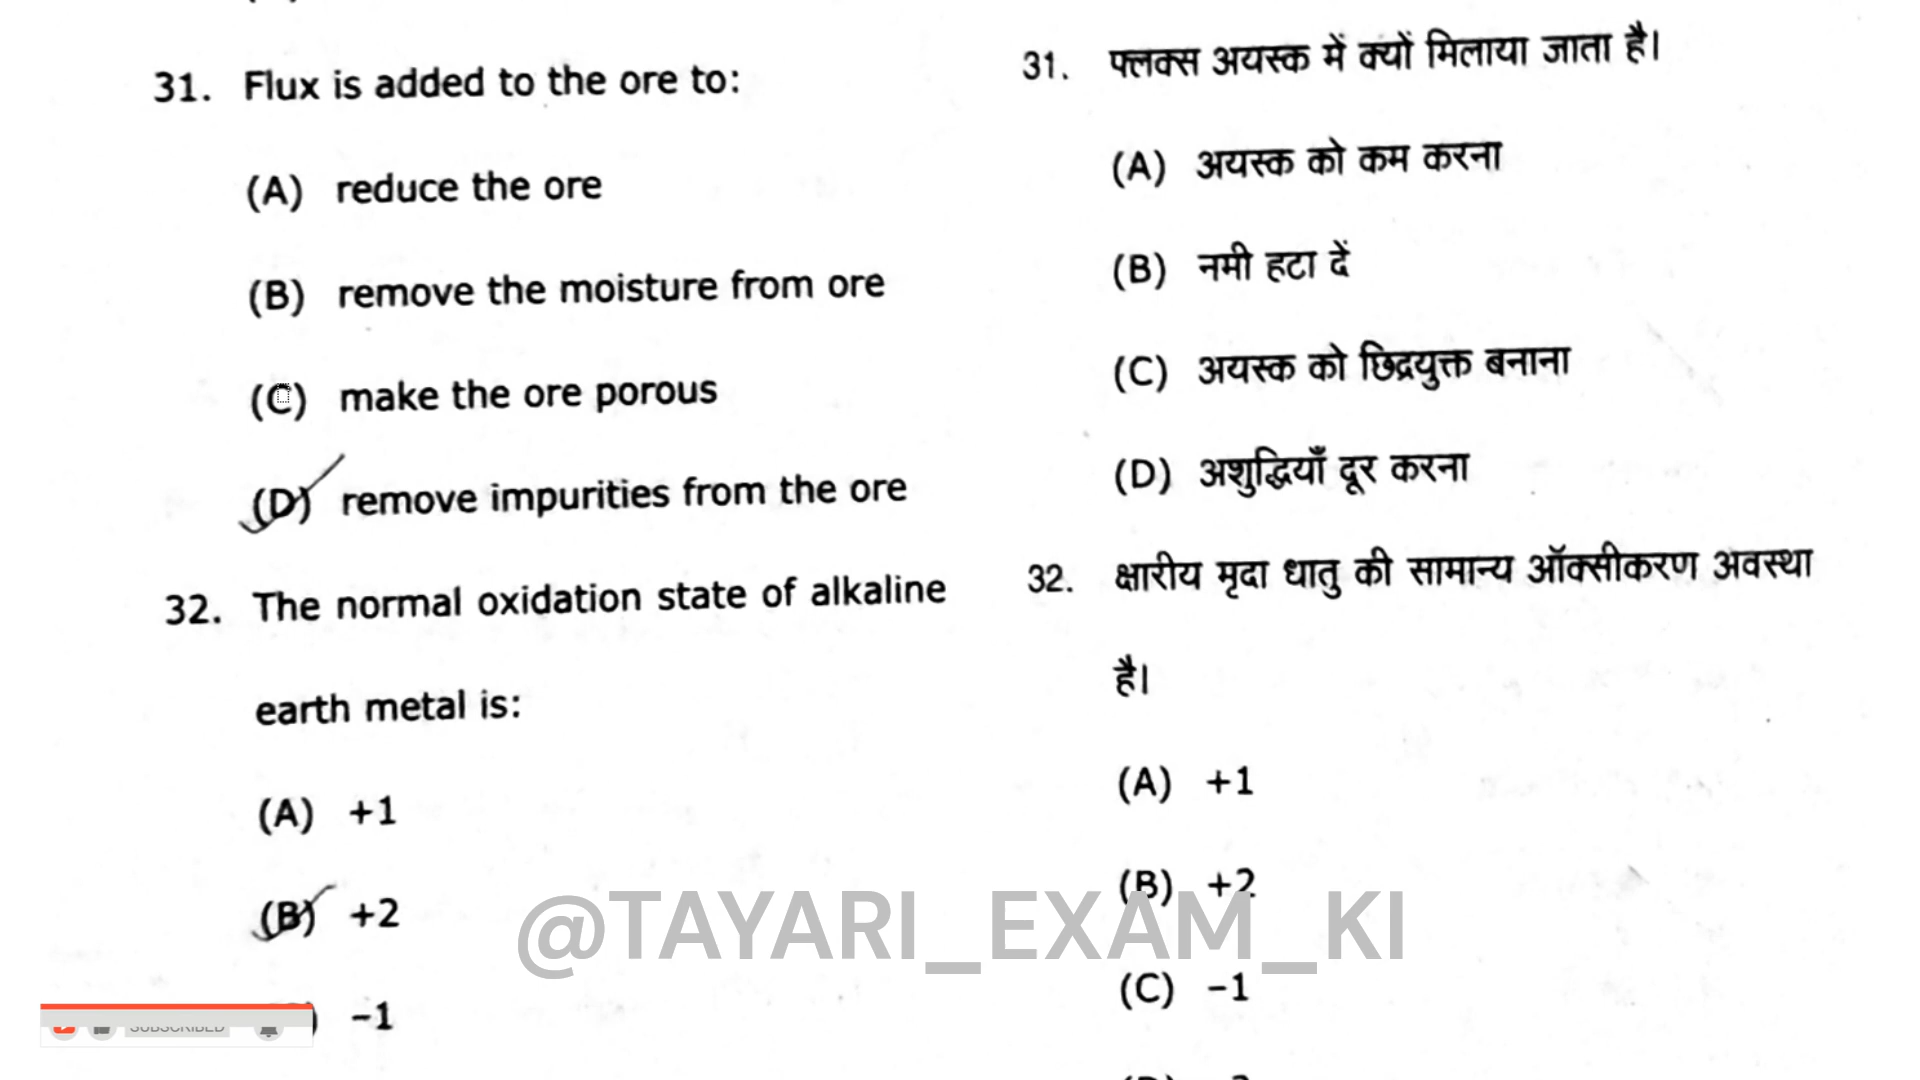 31. Flux is added to the ore to:
(A) reduce the ore
(B) remove the moisture from ore
(C) make the ore porous
(D) remove impurities from the ore
32. The normal oxidation state of alkaline
earth metal is:
(A) +1
(B) +2
−1
31. फ्लक्स अयस्क में क्यों मिलाया जाता है।
(A) अयस्क को कम करना
(B) नमी हटा दें
(C) अयस्क को छिद्रयुक्त बनाना
(D) अशुद्धियाँ दूर करना
32. क्षारीय मृदा धातु की सामान्य ऑक्सीकरण अवस्था
है।
(A) +1
(B) +2
(C) −1
@TAYARI_EXAM_KI
SUBSCRIBED